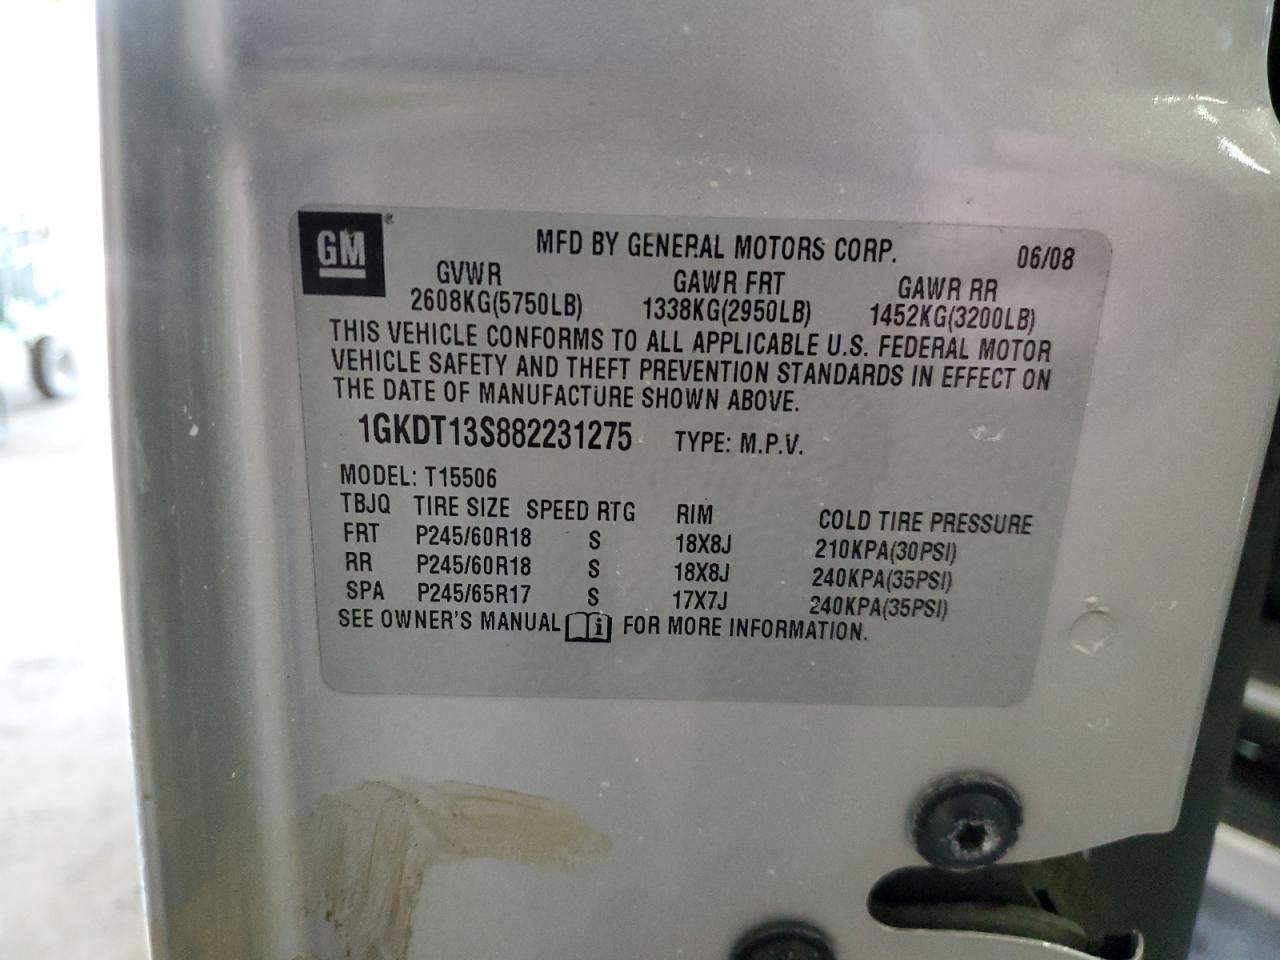 GM
MFD BY GENERAL MOTORS CORP. 06/08
GVWR GAWR FRT GAWR RR
2608KG(5750LB) 1338KG(2950LB) 1452KG(3200LB)
THIS VEHICLE CONFORMS TO ALL APPLICABLE U.S. FEDERAL MOTOR
VEHICLE SAFETY AND THEFT PREVENTION STANDARDS IN EFFECT ON
THE DATE OF MANUFACTURE SHOWN ABOVE.
1GKDT13S882231275 TYPE: M.P.V.
MODEL: T15506
TBJQ TIRE SIZE SPEED RTG RIM COLD TIRE PRESSURE
FRT P245/60R18 S 18X8J 210KPA(30PSI)
RR P245/60R18 S 18X8J 240KPA(35PSI)
SPA P245/65R17 S 17X7J 240KPA(35PSI)
SEE OWNER'S MANUAL i FOR MORE INFORMATION.